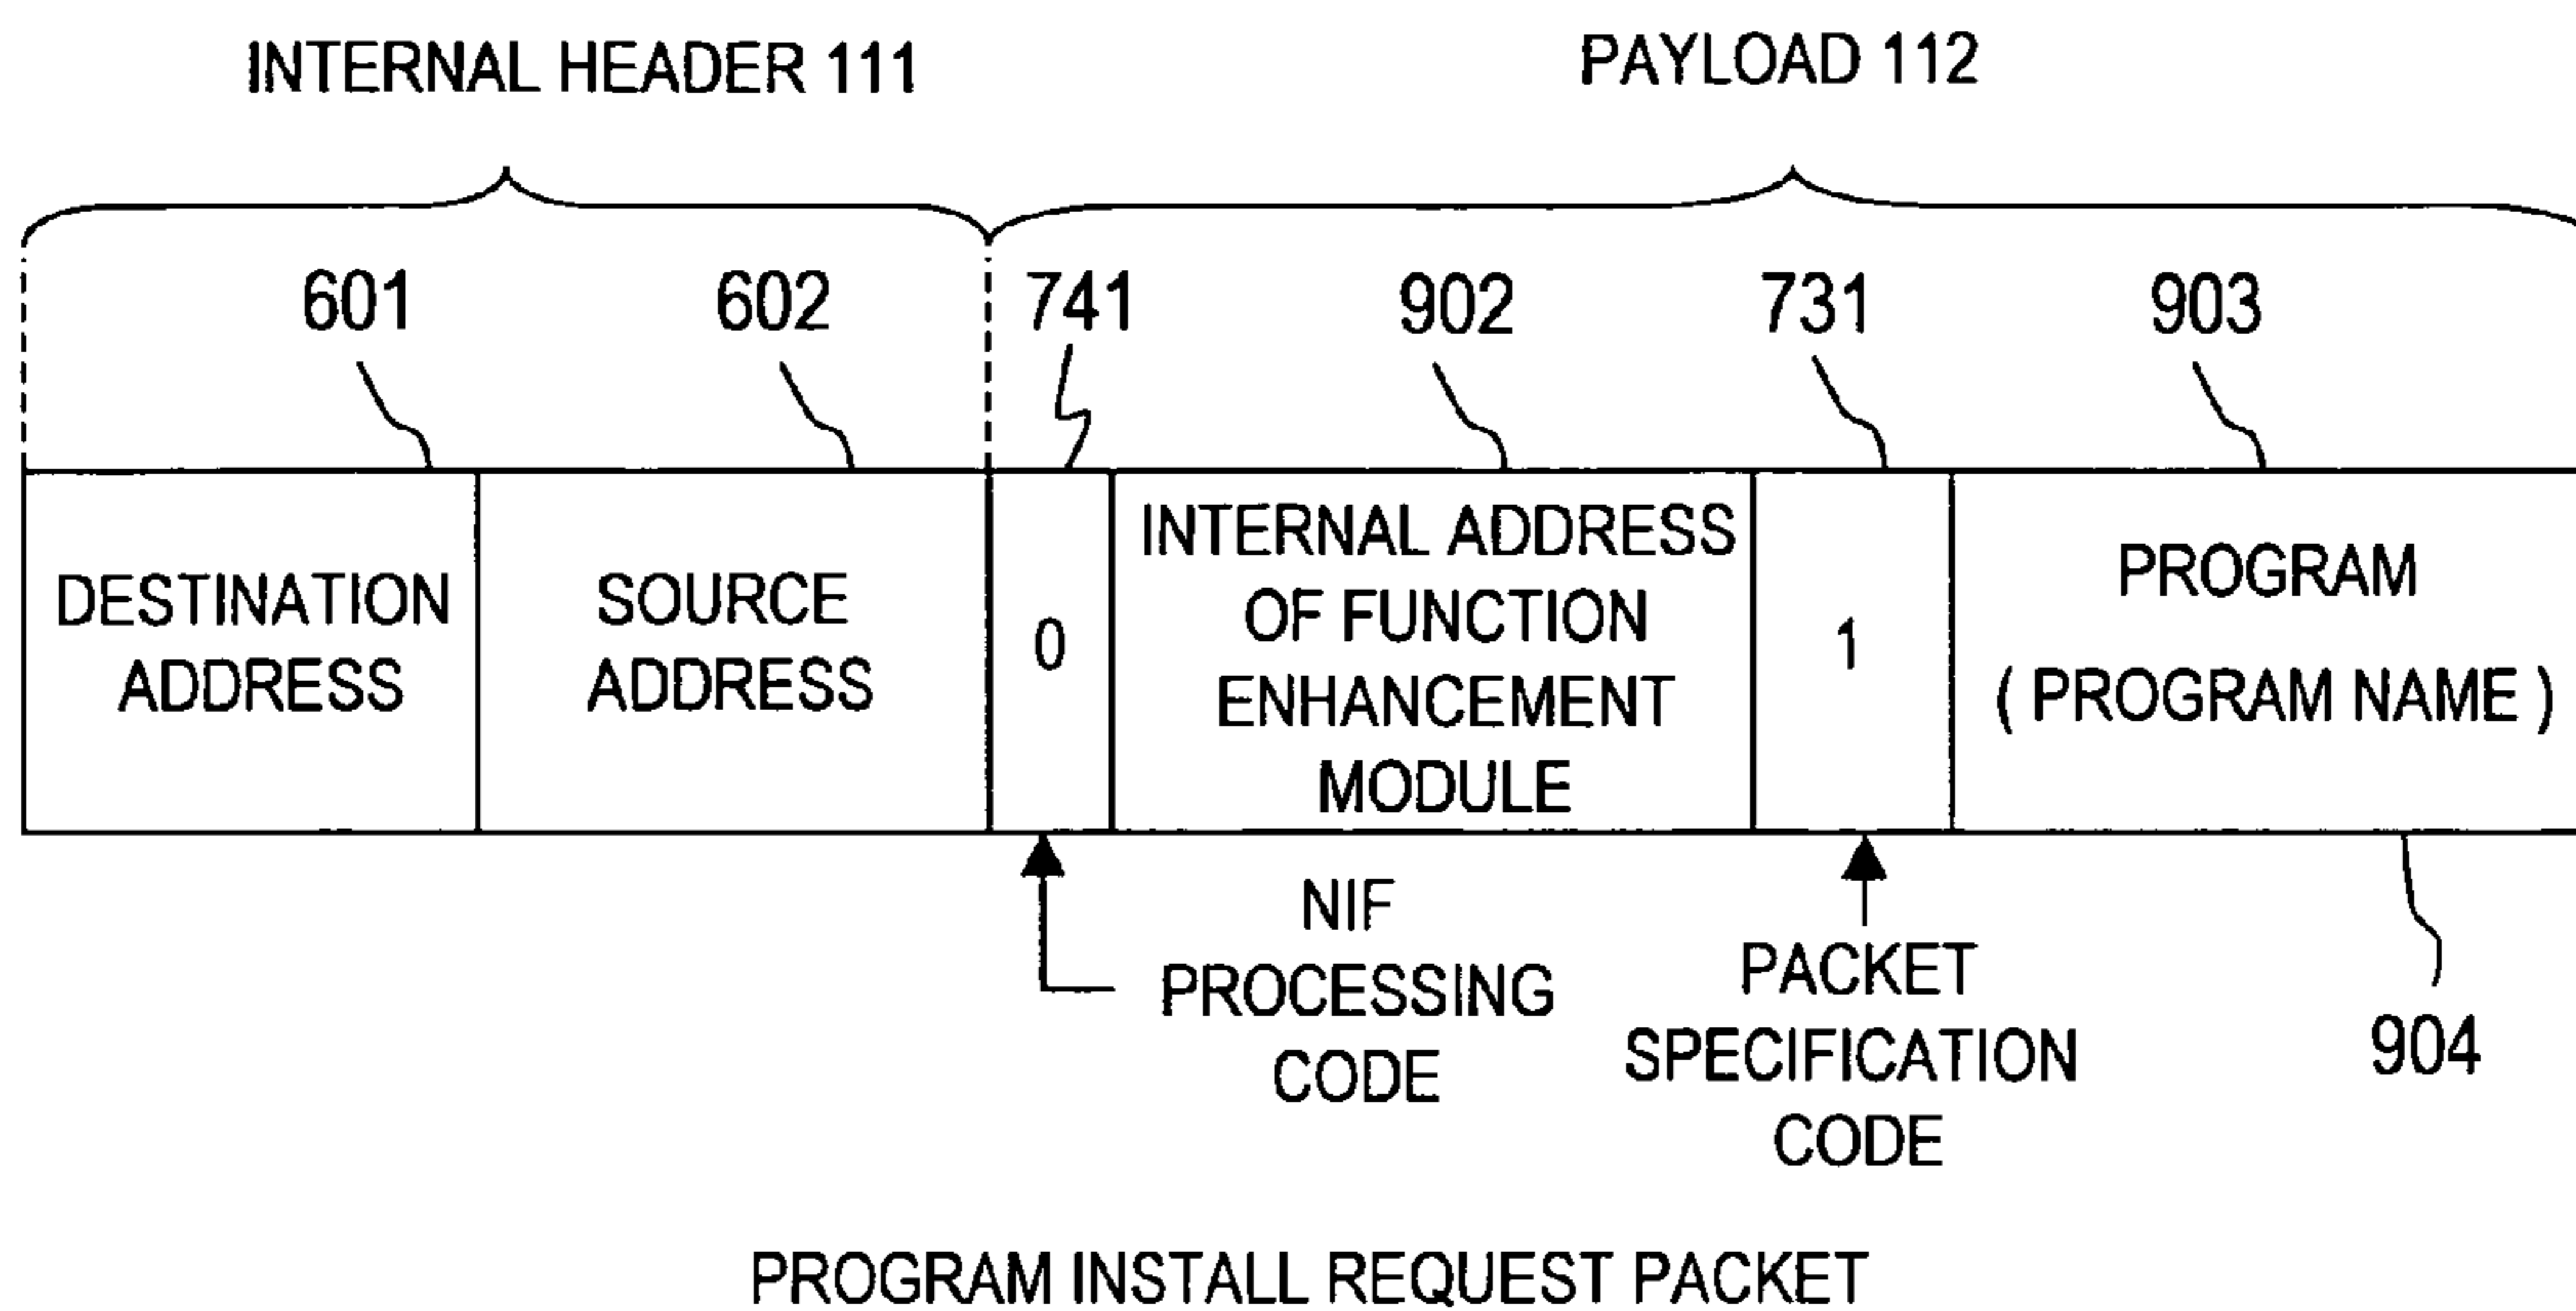 INTERNAL HEADER 111
PAYLOAD 112
601
602
741
902
731
903
DESTINATION
ADDRESS
SOURCE
ADDRESS
0
INTERNAL ADDRESS
OF FUNCTION
ENHANCEMENT
MODULE
1
PROGRAM
( PROGRAM NAME )
NIF
PROCESSING
CODE
PACKET
SPECIFICATION
CODE
904
PROGRAM INSTALL REQUEST PACKET